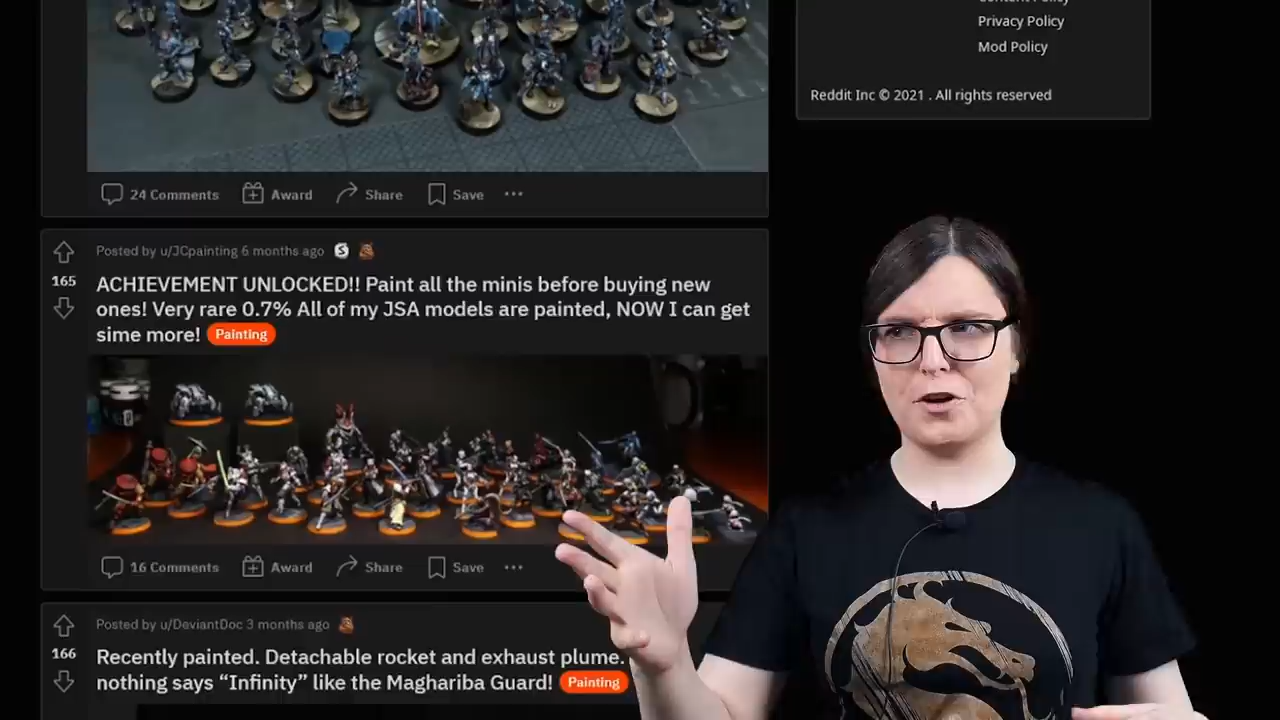 Content Policy
Privacy Policy
Mod Policy
Reddit Inc © 2021 . All rights reserved
24 Comments Award Share Save
Posted by u/JCpainting 6 months ago
165
ACHIEVEMENT UNLOCKED!! Paint all the minis before buying new
ones! Very rare 0.7% All of my JSA models are painted, NOW I can get
sime more! Painting
16 Comments Award Share Save
Posted by u/DeviantDoc 3 months ago
166
Recently painted. Detachable rocket and exhaust plume.
nothing says “Infinity” like the Maghariba Guard! Painting